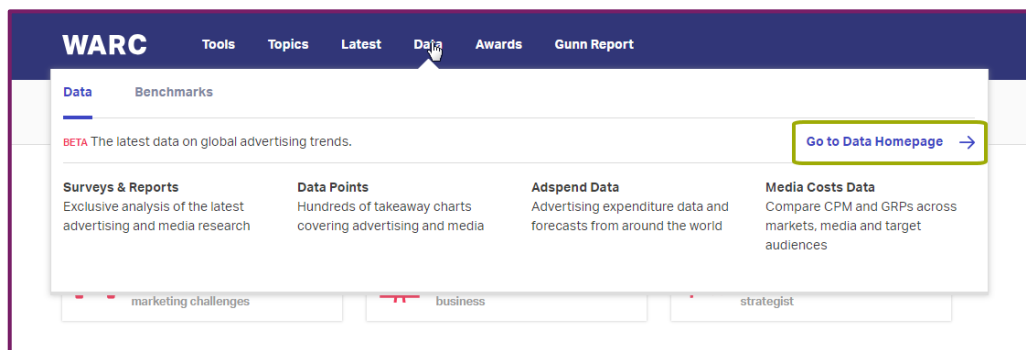 WARC Tools Topics Latest Data Awards Gunn Report
Data Benchmarks
BETA The latest data on global advertising trends. Go to Data Homepage →
Surveys & Reports
Exclusive analysis of the latest
advertising and media research
Data Points
Hundreds of takeaway charts
covering advertising and media
Adspend Data
Advertising expenditure data and
forecasts from around the world
Media Costs Data
Compare CPM and GRPs across
markets, media and target
audiences
marketing challenges
business
strategist